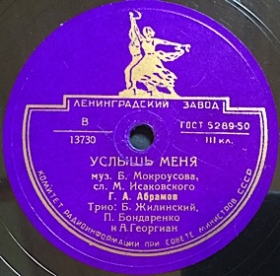 ЛЕНИНГРАДСКИЙ ЗАВОД
В
ГОСТ 5289-50
13730
III кл.
УСЛЫШЬ МЕНЯ
муз. Б. Мокроусова,
сл. М. Исаковского
Г. А. Абрамов
Трио: Б. Жилинский,
П. Бондаренко
и А. Георгиан
КОМИТЕТ РАДИОИНФОРМАЦИИ ПРИ СОВЕТЕ МИНИСТРОВ СССР